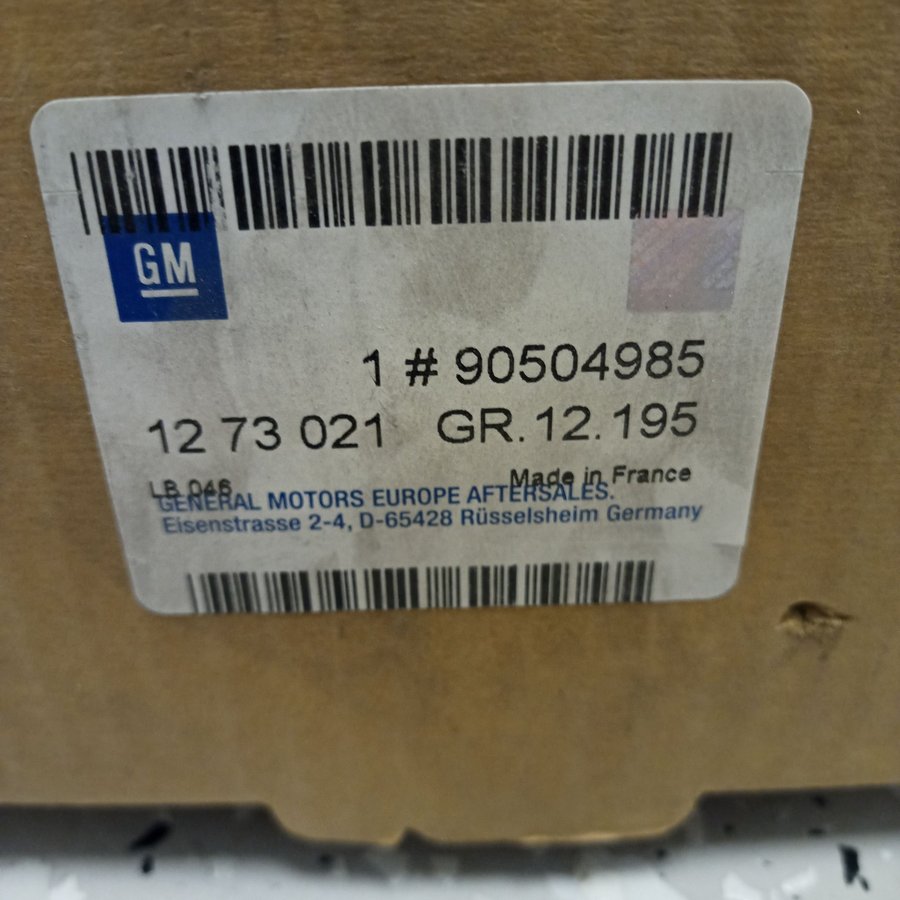 GM
1 # 90504985
12 73 021 GR. 12. 195
LB 046 Made in France
GENERAL MOTORS EUROPE AFTERSALES.
Eisenstrasse 2-4, D-65428 Rüsselsheim Germany